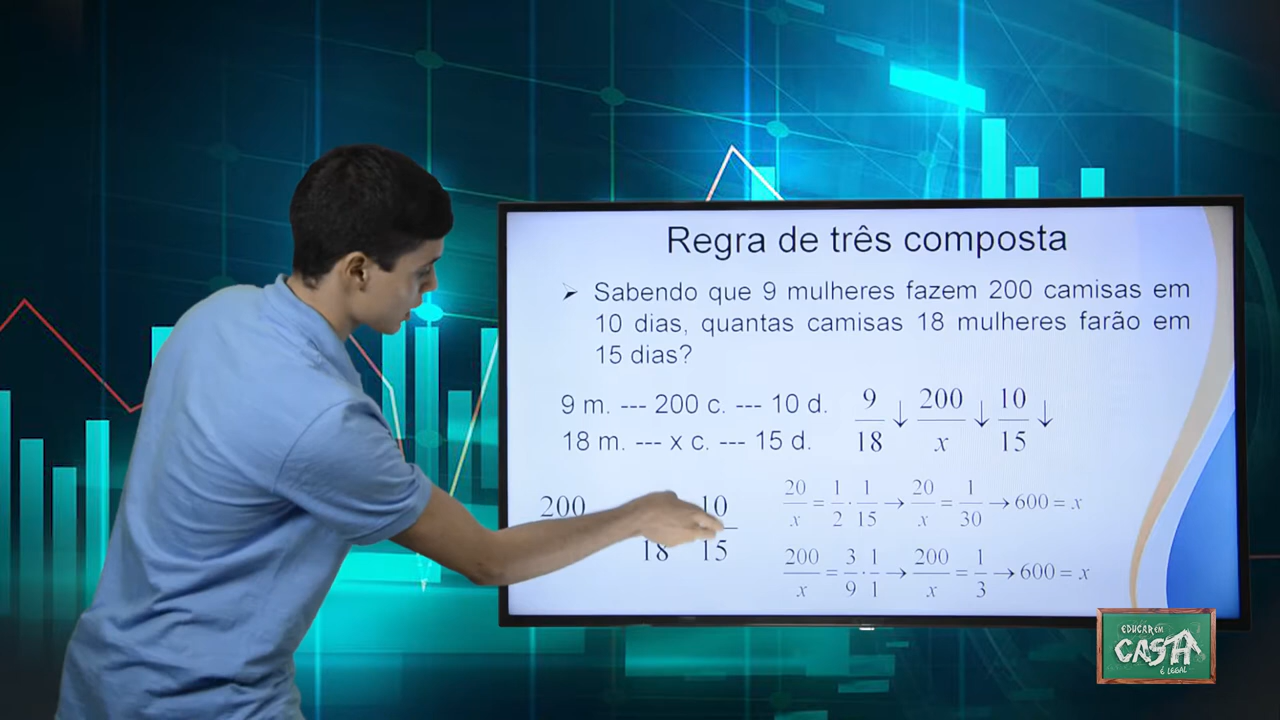 Regra de três composta
➤ Sabendo que 9 mulheres fazem 200 camisas em
10 dias, quantas camisas 18 mulheres farão em
15 dias?
9 m. --- 200 c. --- 10 d.
18 m. --- x c. --- 15 d.
9/18 ↓ 200/x ↓ 10/15 ↓
200
18
10/15
20/x = 1/2 · 1/15 → 20/x = 1/30 → 600 = x
200/x = 3/9 · 1/1 → 200/x = 1/3 → 600 = x
EDUCAR EM
CASA
É LEGAL